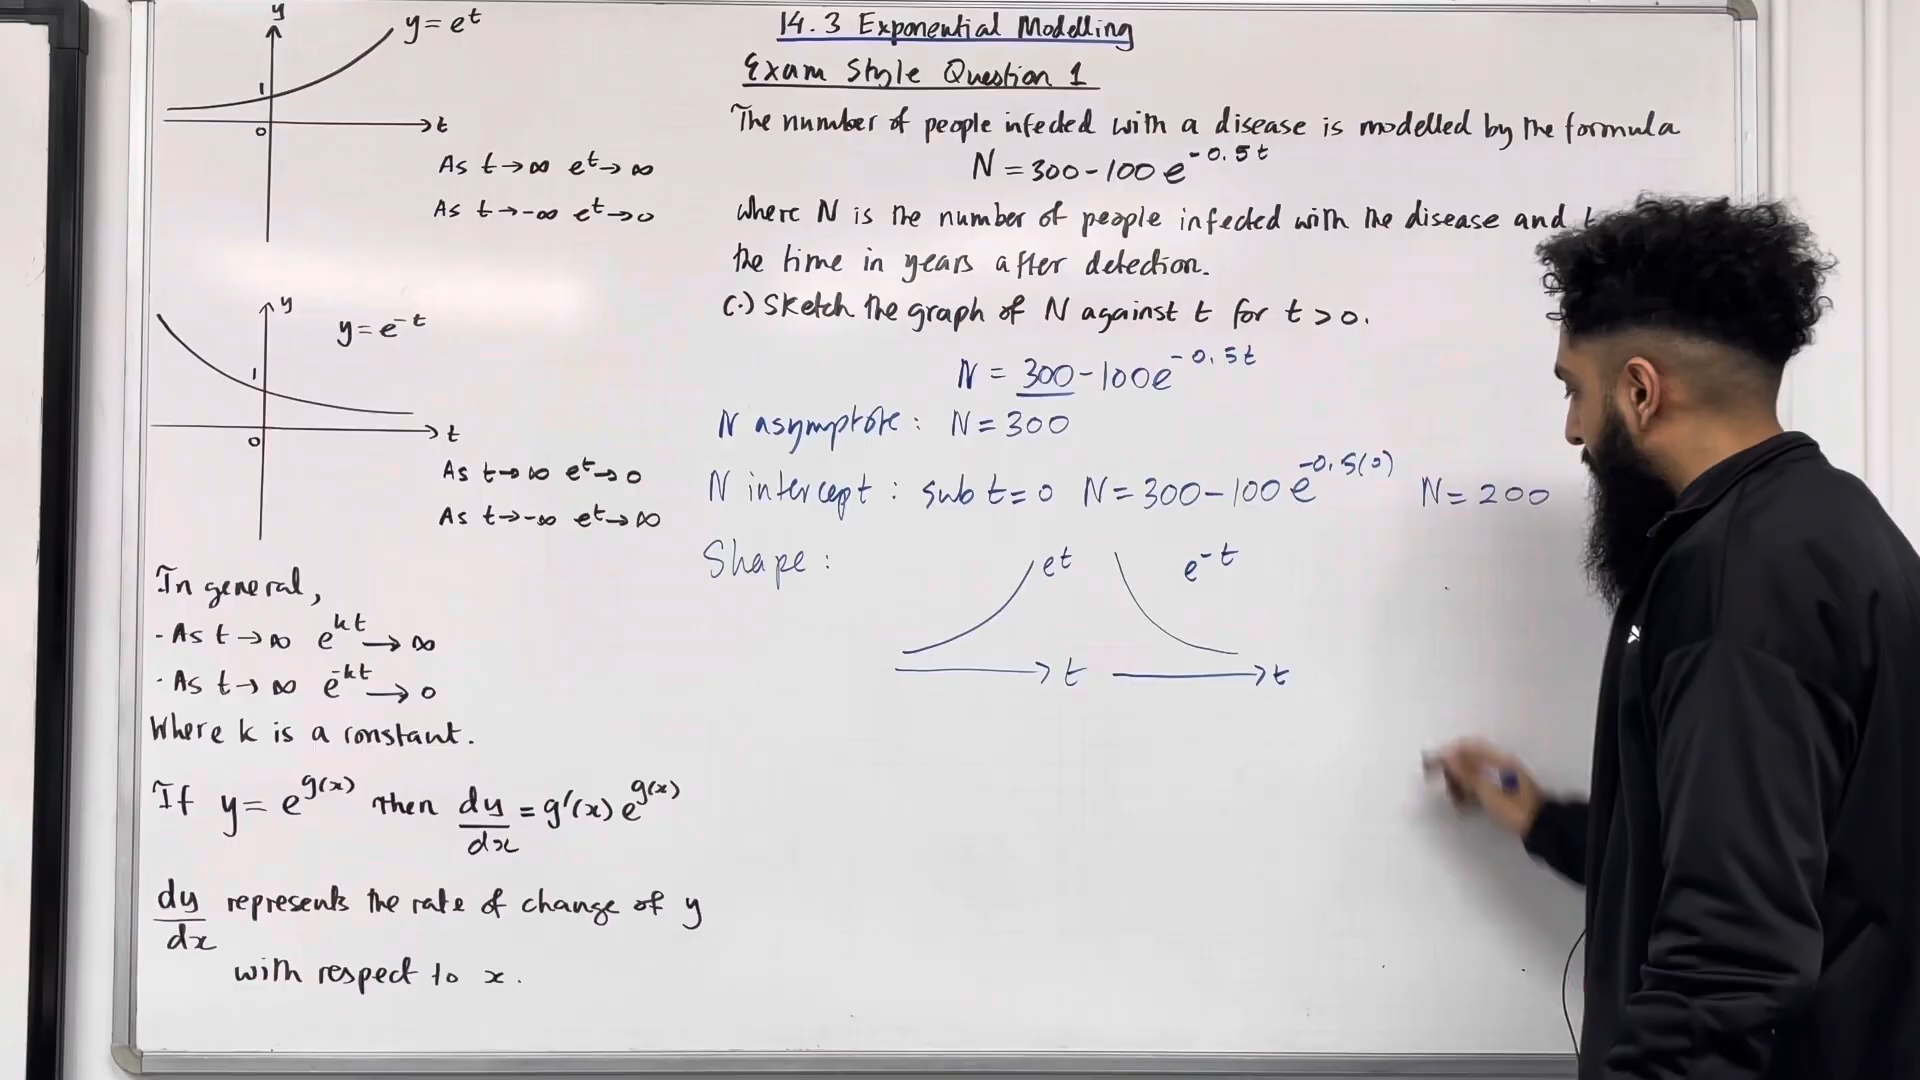 y
y = e^t
1
0
t
As t → ∞ e^t → ∞
As t → -∞ e^t → 0
y
y = e^-t
1
0
t
As t → ∞ e^t → 0
As t → -∞ e^t → ∞
In general,
- As t → ∞ e^kt → ∞
- As t → ∞ e^-kt → 0
Where k is a constant.
If y = e^g(x) then dy/dx = g'(x) e^g(x)
dy/dx represents the rate of change of y
with respect to x.
14.3 Exponential Modelling
Exam Style Question 1
The number of people infected with a disease is modelled by the formula
N = 300 - 100 e^-0.5t
where N is the number of people infected with the disease and t
the time in years after detection.
(c.) Sketch the graph of N against t for t > 0.
N = 300 - 100e^-0.5t
N asymptote : N = 300
N intercept : sub t = 0 N = 300 - 100 e^-0.5(0) N = 200
Shape :
e^t e^-t
t t